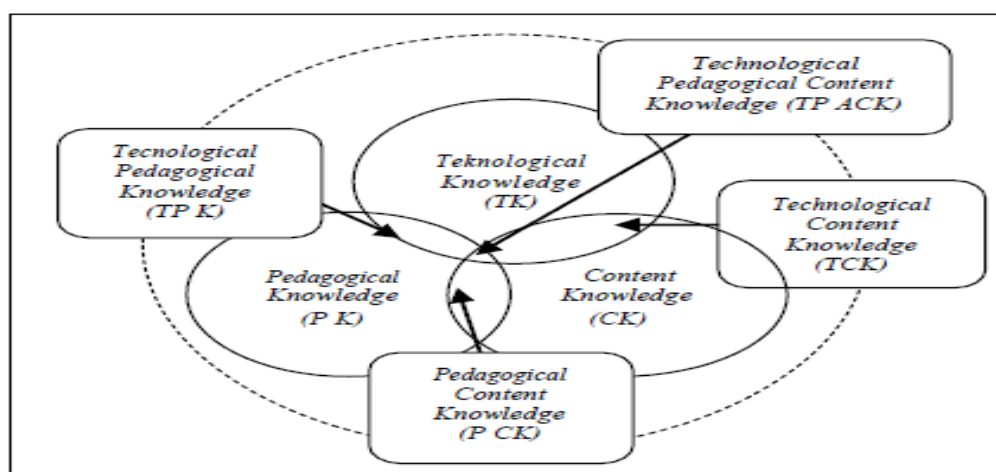 Technological
Pedagogical Content
Knowledge (TP ACK)
Tecnological
Pedagogical
Knowledge
(TP K)
Teknological
Knowledge
(TK)
Technological
Content
Knowledge
(TCK)
Pedagogical
Knowledge
(P K)
Content
Knowledge
(CK)
Pedagogical
Content
Knowledge
(P CK)